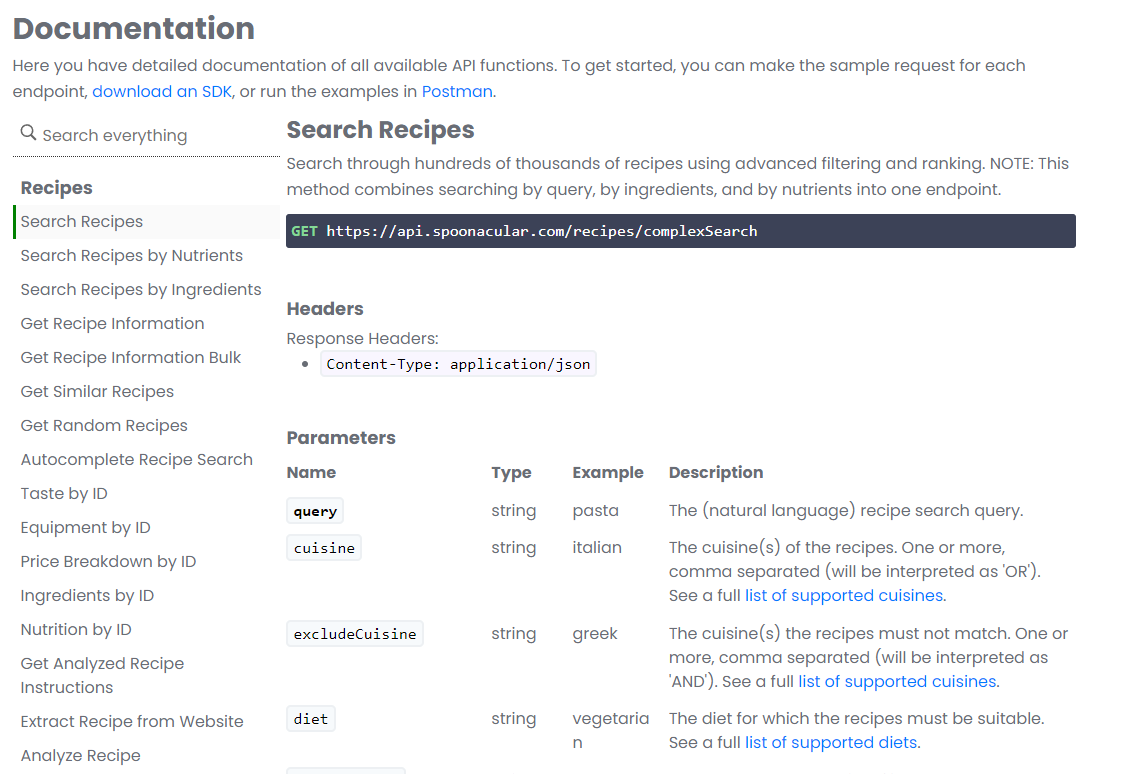 Documentation
Here you have detailed documentation of all available API functions. To get started, you can make the sample request for each
endpoint, download an SDK, or run the examples in Postman.
Search everything
Recipes
Search Recipes
Search Recipes by Nutrients
Search Recipes by Ingredients
Get Recipe Information
Get Recipe Information Bulk
Get Similar Recipes
Get Random Recipes
Autocomplete Recipe Search
Taste by ID
Equipment by ID
Price Breakdown by ID
Ingredients by ID
Nutrition by ID
Get Analyzed Recipe
Instructions
Extract Recipe from Website
Analyze Recipe
Search Recipes
Search through hundreds of thousands of recipes using advanced filtering and ranking. NOTE: This
method combines searching by query, by ingredients, and by nutrients into one endpoint.
GET https://api.spoonacular.com/recipes/complexSearch
Headers
Response Headers:
• Content-Type: application/json
Parameters
Name Type Example Description
query string pasta The (natural language) recipe search query.
cuisine string italian The cuisine(s) of the recipes. One or more,
comma separated (will be interpreted as 'OR').
See a full list of supported cuisines.
excludeCuisine string greek The cuisine(s) the recipes must not match. One or
more, comma separated (will be interpreted as
'AND'). See a full list of supported cuisines.
diet string vegetaria The diet for which the recipes must be suitable.
n See a full list of supported diets.